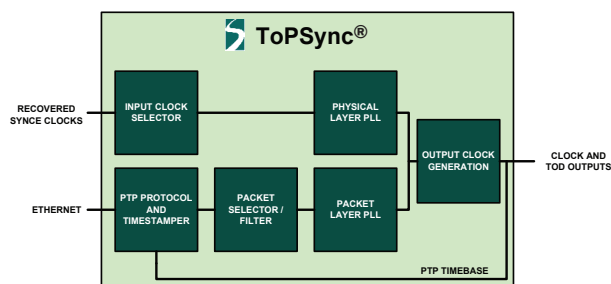 ToPSync®
RECOVERED
SYNCE CLOCKS
INPUT CLOCK
SELECTOR
PHYSICAL
LAYER PLL
OUTPUT CLOCK
GENERATION
CLOCK AND
TOD OUTPUTS
ETHERNET
PTP PROTOCOL
AND
TIMESTAMPER
PACKET
SELECTOR /
FILTER
PACKET
LAYER PLL
PTP TIMEBASE